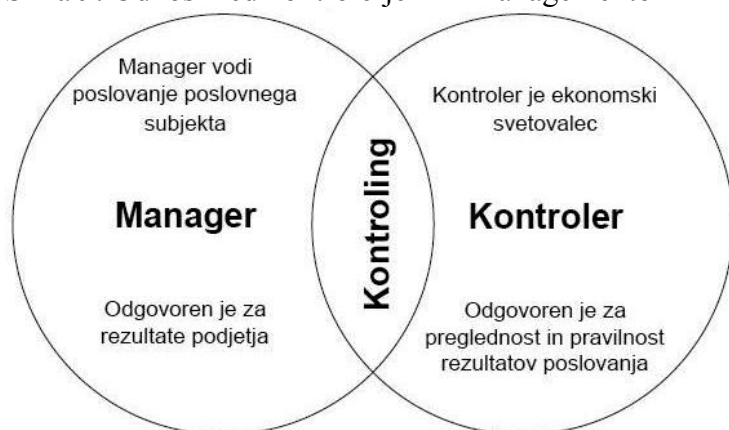 Manager vodi
poslovanje poslovnega
subjekta
Manager
Odgovoren je za
rezultate podjetja
Kontroling
Kontroler je ekonomski
svetovalec
Kontroler
Odgovoren je za
preglednost in pravilnost
rezultatov poslovanja